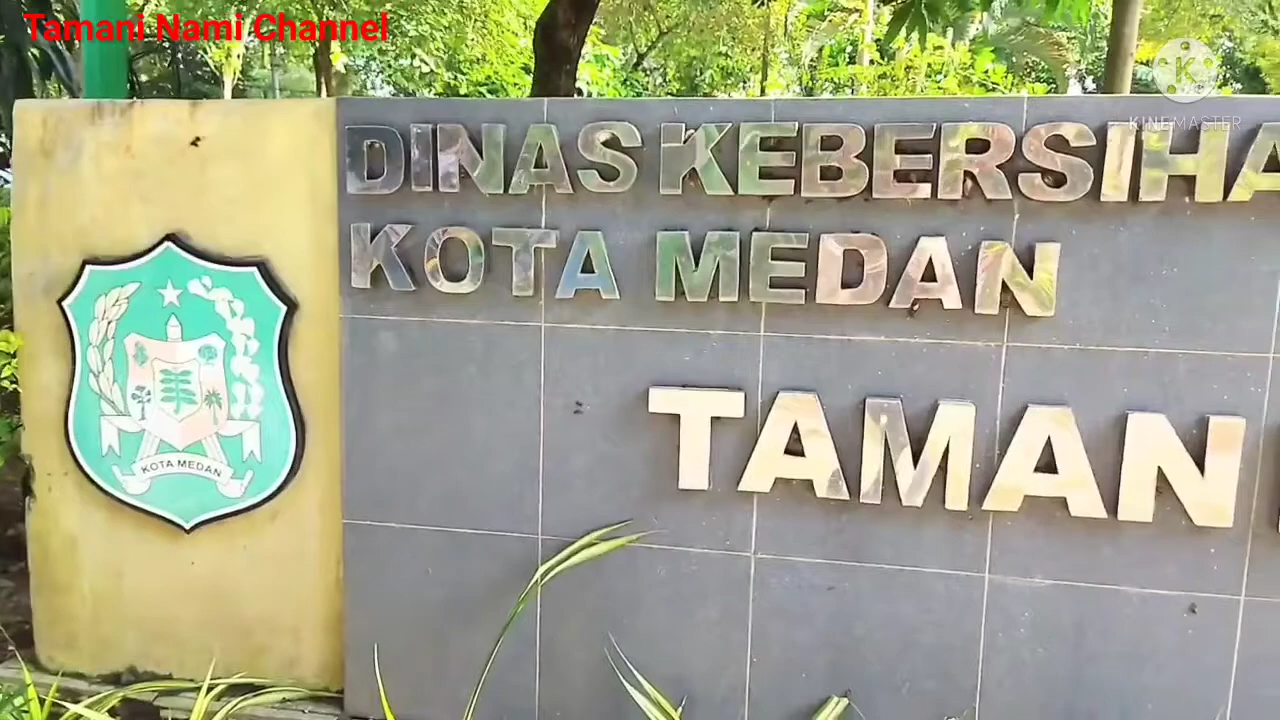 Tamani Nami Channel
K
KINEMASTER
DINAS KEBERSIHA
KOTA MEDAN
TAMAN
KOTA MEDAN